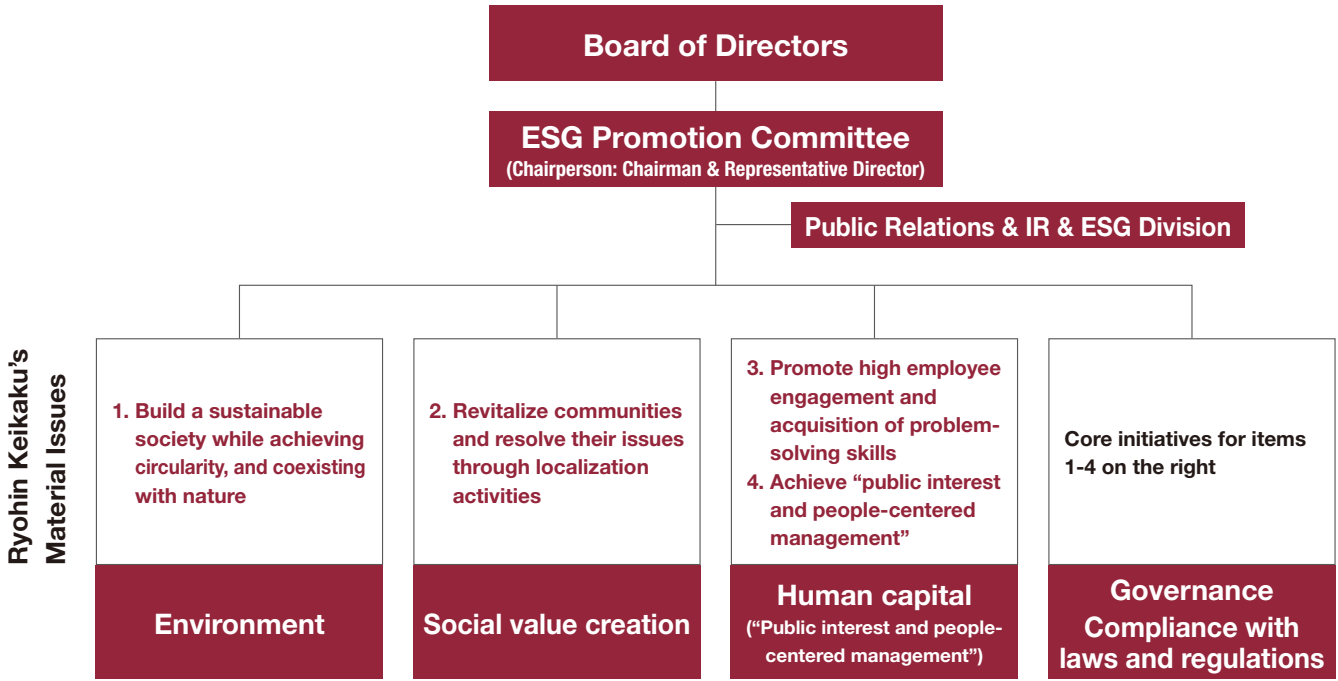 Board of Directors
ESG Promotion Committee
(Chairperson: Chairman & Representative Director)
Public Relations & IR & ESG Division
Ryohin Keikaku’s
Material Issues
1. Build a sustainable
society while achieving
circularity, and coexisting
with nature
Environment
2. Revitalize communities
and resolve their issues
through localization
activities
Social value creation
3. Promote high employee
engagement and
acquisition of problem-
solving skills
4. Achieve “public interest
and people-centered
management”
Human capital
(“Public interest and people-
centered management”)
Core initiatives for items
1-4 on the right
Governance
Compliance with
laws and regulations